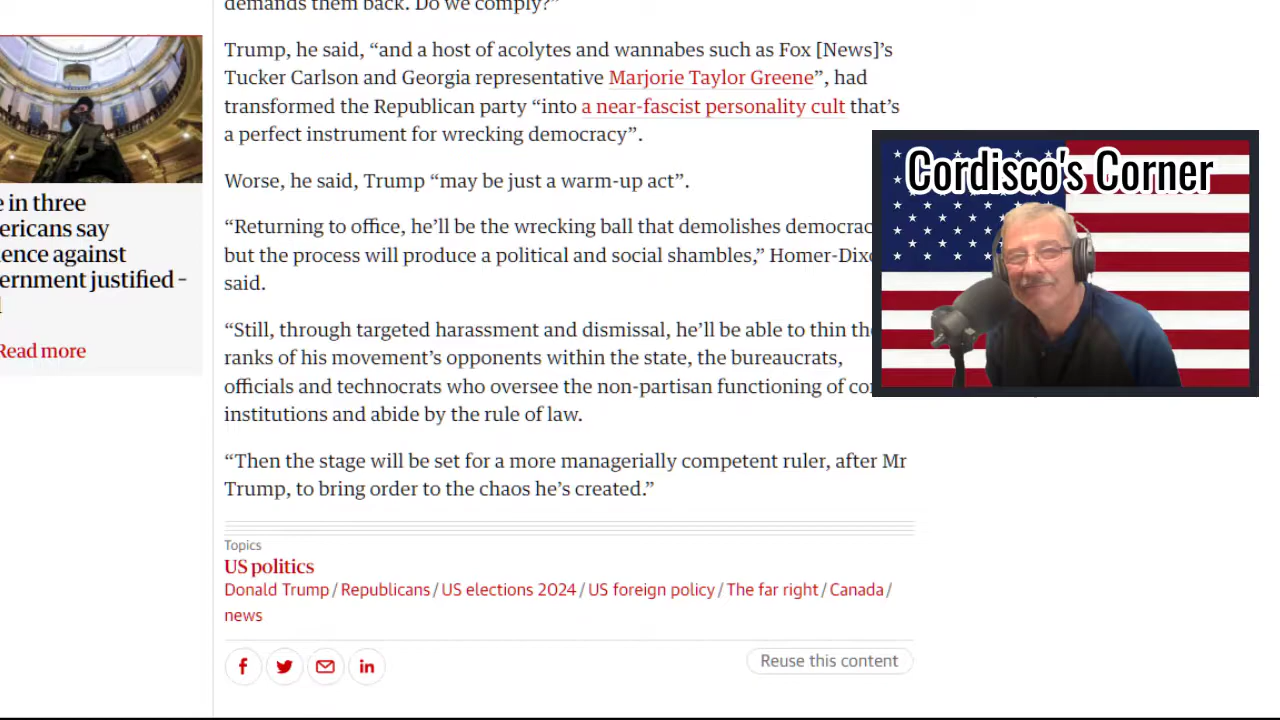 demands them back. Do we comply?”
Trump, he said, “and a host of acolytes and wannabes such as Fox [News]’s
Tucker Carlson and Georgia representative Marjorie Taylor Greene”, had
transformed the Republican party “into a near-fascist personality cult that’s
a perfect instrument for wrecking democracy”.
Worse, he said, Trump “may be just a warm-up act”.
“Returning to office, he’ll be the wrecking ball that demolishes democrac
but the process will produce a political and social shambles,” Homer-Dixo
said.
“Still, through targeted harassment and dismissal, he’ll be able to thin the
ranks of his movement’s opponents within the state, the bureaucrats,
officials and technocrats who oversee the non-partisan functioning of co
institutions and abide by the rule of law.
“Then the stage will be set for a more managerially competent ruler, after Mr
Trump, to bring order to the chaos he’s created.”
Topics
US politics
Donald Trump / Republicans / US elections 2024 / US foreign policy / The far right / Canada /
news
Reuse this content
e in three
ericans say
lence against
ernment justified –
Read more
Cordisco's Corner